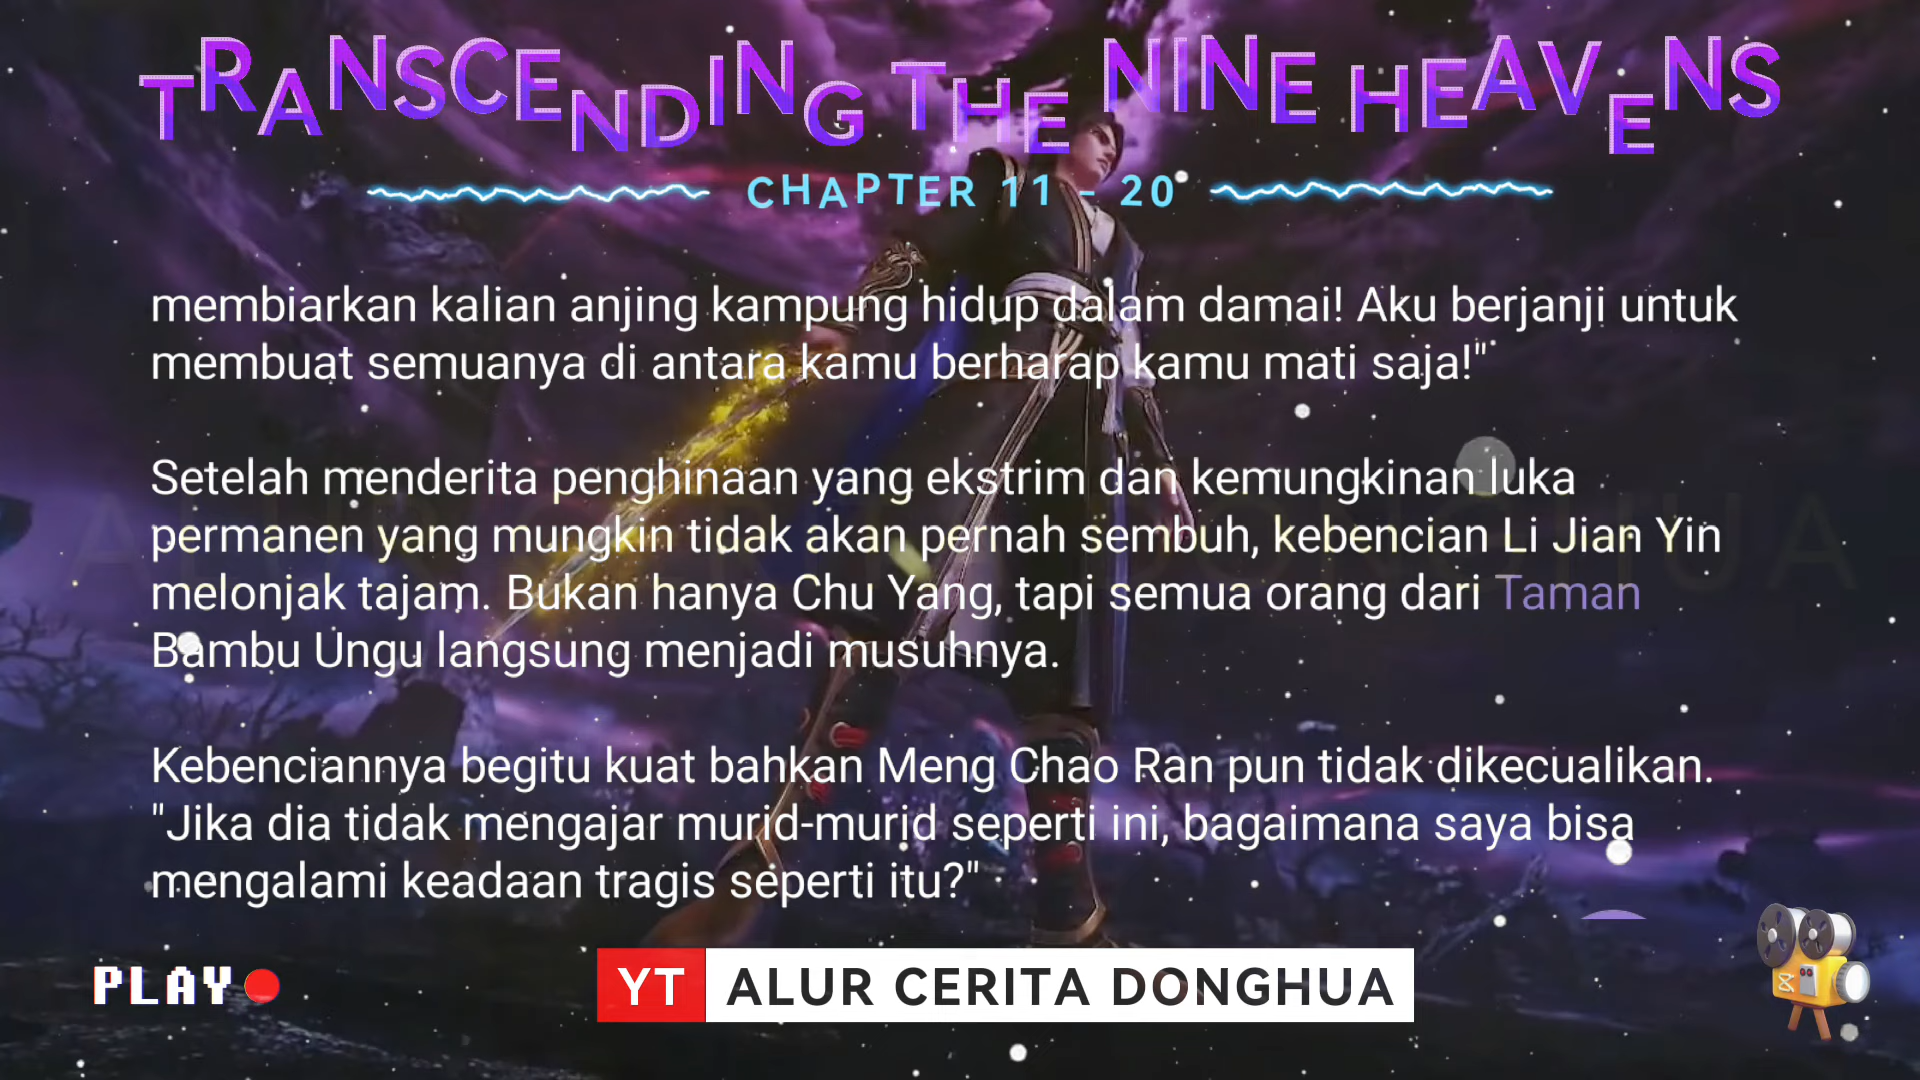 TRANSCENDING THE NINE HEAVENS
CHAPTER 11 - 20
membiarkan kalian anjing kampung hidup dalam damai! Aku berjanji untuk
membuat semuanya di antara kamu berharap kamu mati saja!"
Setelah menderita penghinaan yang ekstrim dan kemungkinan luka
permanen yang mungkin tidak akan pernah sembuh, kebencian Li Jian Yin
melonjak tajam. Bukan hanya Chu Yang, tapi semua orang dari Taman
Bambu Ungu langsung menjadi musuhnya.
Kebenciannya begitu kuat bahkan Meng Chao Ran pun tidak dikecualikan.
"Jika dia tidak mengajar murid-murid seperti ini, bagaimana saya bisa
mengalami keadaan tragis seperti itu?"
PLAY
YT ALUR CERITA DONGHUA